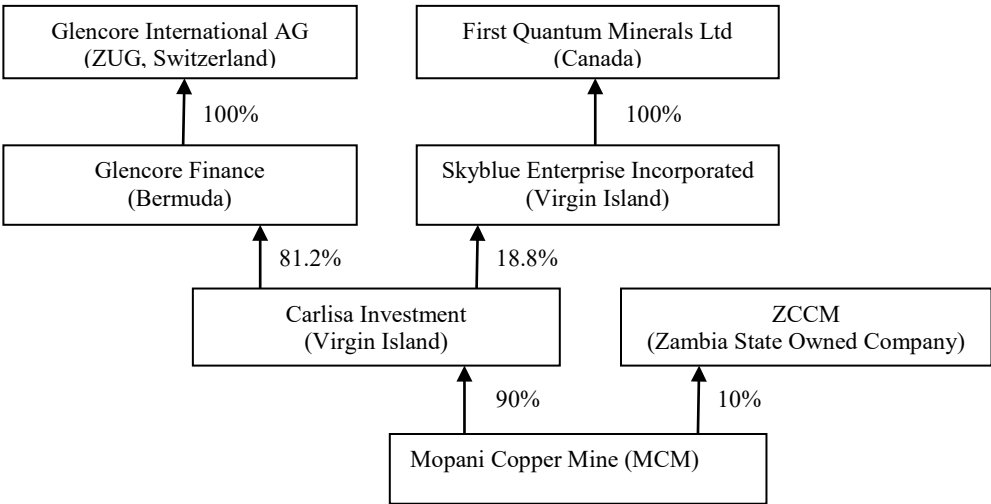 Glencore International AG
(ZUG, Switzerland)
First Quantum Minerals Ltd
(Canada)
100%
100%
Glencore Finance
(Bermuda)
Skyblue Enterprise Incorporated
(Virgin Island)
81.2%
18.8%
Carlisa Investment
(Virgin Island)
ZCCM
(Zambia State Owned Company)
90%
10%
Mopani Copper Mine (MCM)